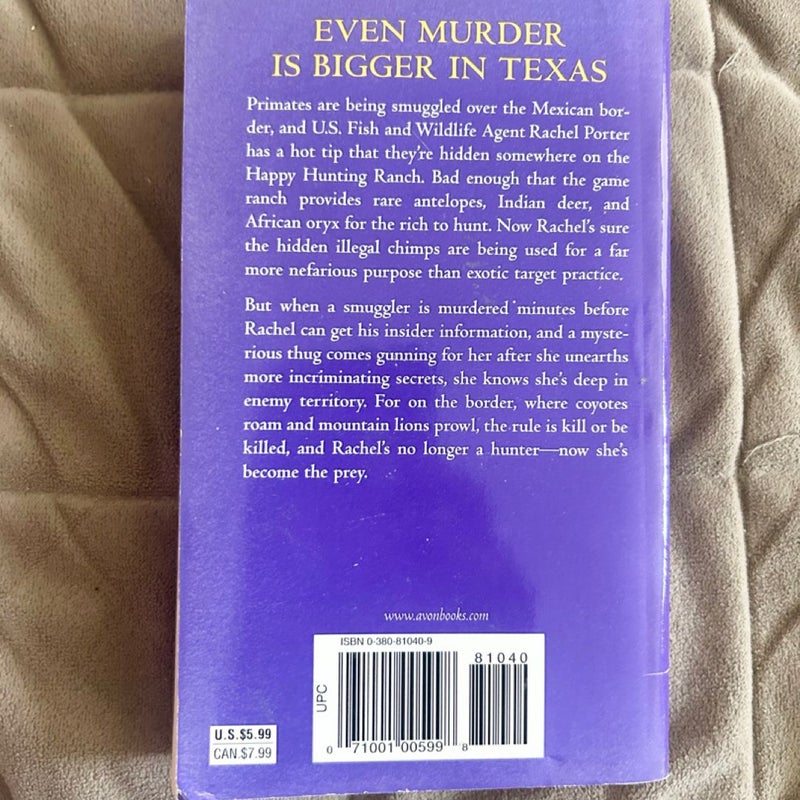 EVEN MURDER
IS BIGGER IN TEXAS
Primates are being smuggled over the Mexican bor-
der, and U.S. Fish and Wildlife Agent Rachel Porter
has a hot tip that they're hidden somewhere on the
Happy Hunting Ranch. Bad enough that the game
ranch provides rare antelopes, Indian deer, and
African oryx for the rich to hunt. Now Rachel's sure
the hidden illegal chimps are being used for a far
more nefarious purpose than exotic target practice.
But when a smuggler is murdered minutes before
Rachel can get his insider information, and a myste-
rious thug comes gunning for her after she unearths
more incriminating secrets, she knows she's deep in
enemy territory. For on the border, where coyotes
roam and mountain lions prowl, the rule is kill or be
killed, and Rachel's no longer a hunter—now she's
become the prey.
www.avonbooks.com
ISBN 0-380-81040-9
81040
UPC
U.S.$5.99
CAN.$7.99
0 71001 00599 8